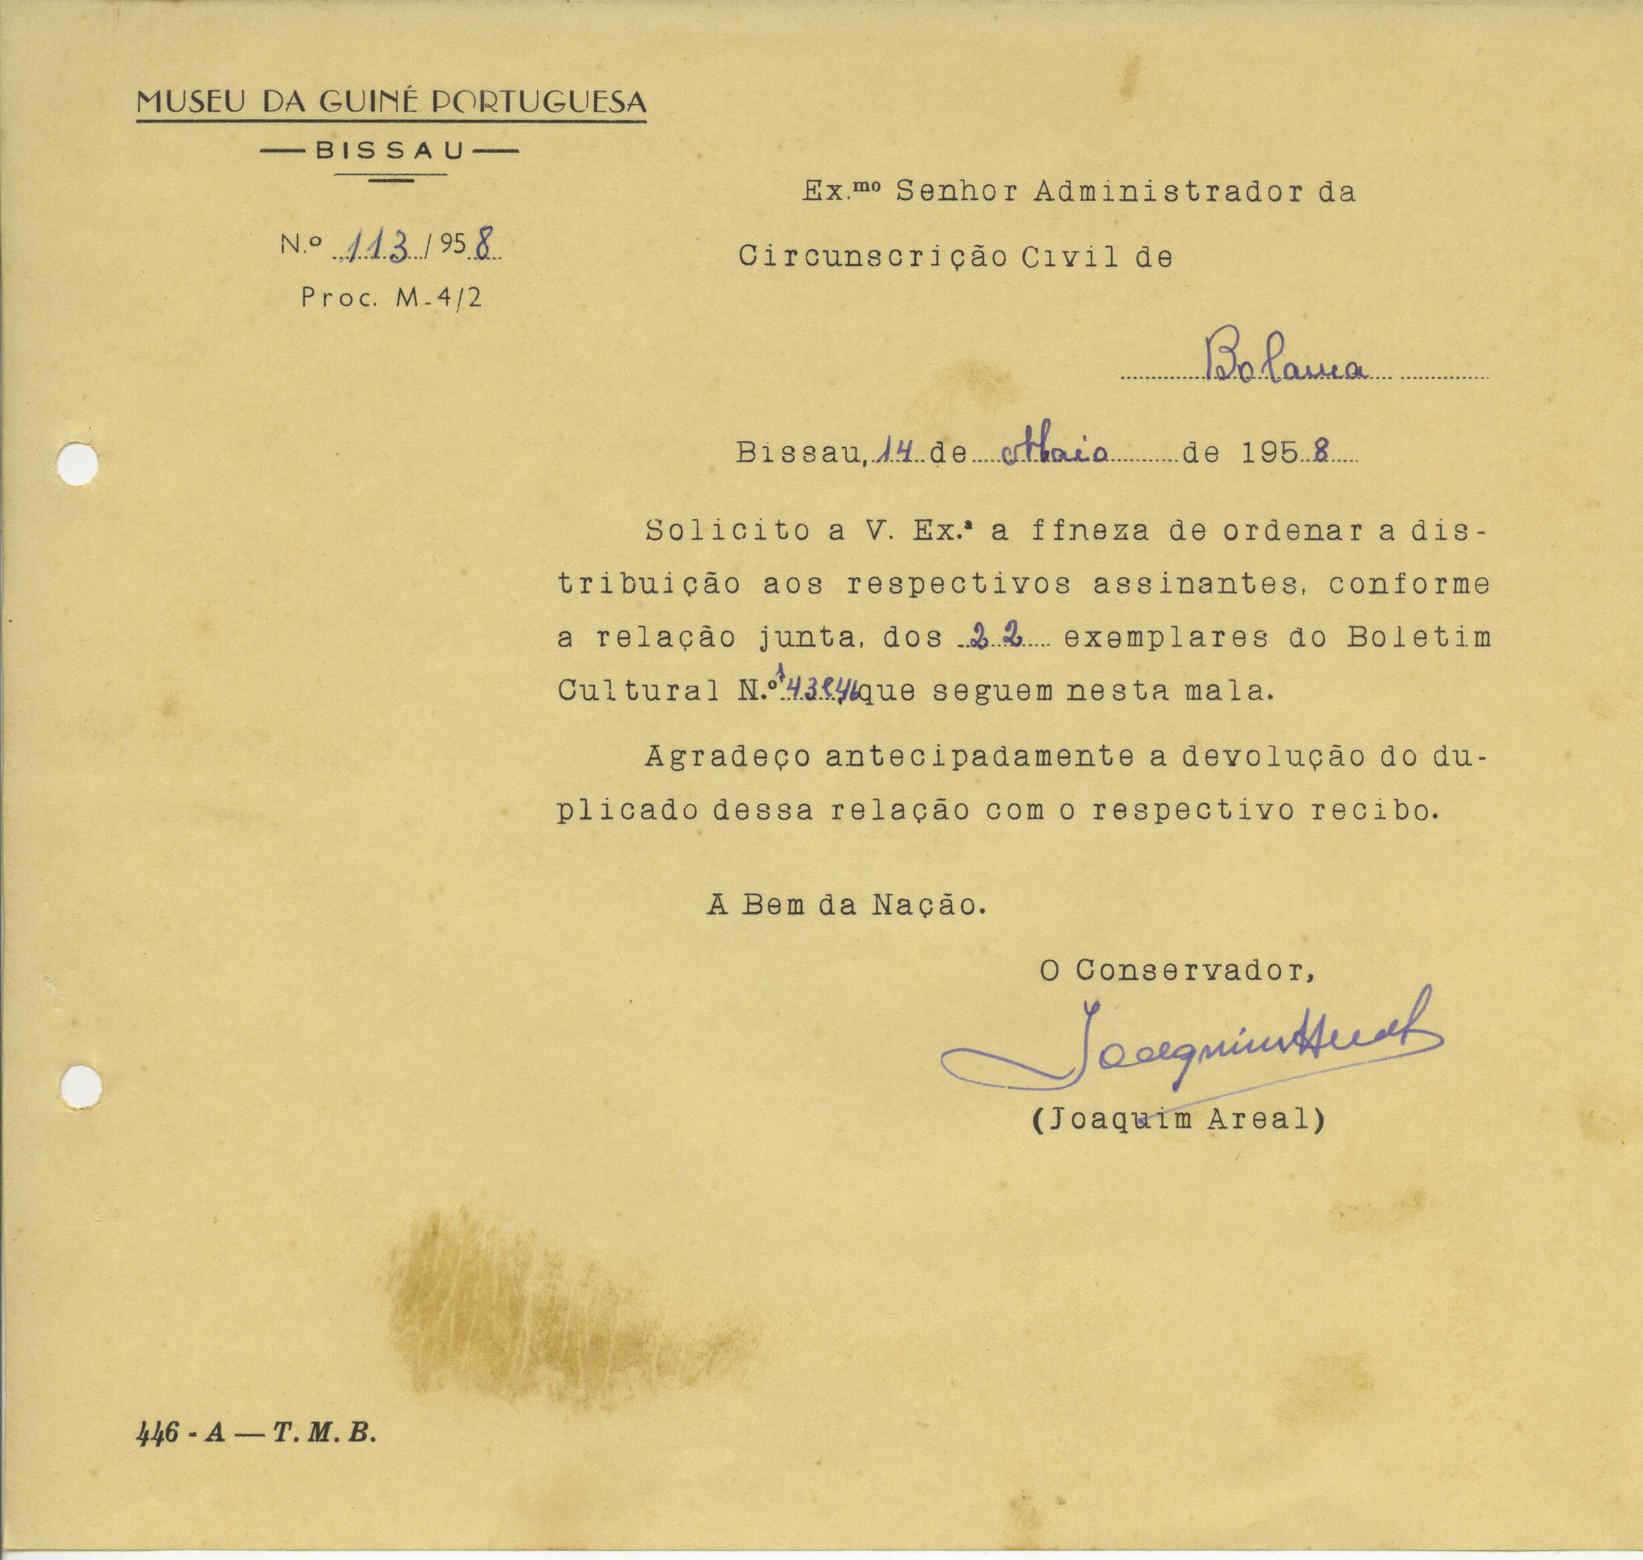 MUSEU DA GUINÉ PORTUGUESA
— BISSAU —
N.º 113/958
Proc. M-4/2
Ex.ᵐᵒ Senhor Administrador da
Circunscrição Civil de
Bolama
Bissau, 14 de Maio de 1958
Solicito a V. Ex.ª a ffneza de ordenar a dis-
tribuição aos respectivos assinantes, conforme
a relação junta, dos 22 exemplares do Boletim
Cultural N.º que seguem nesta mala.
Agradeço antecipadamente a devolução do du-
plicado dessa relação com o respectivo recibo.
A Bem da Nação.
O Conservador,
Joaquim Areal
(Joaquim Areal)
446 - A — T. M. B.